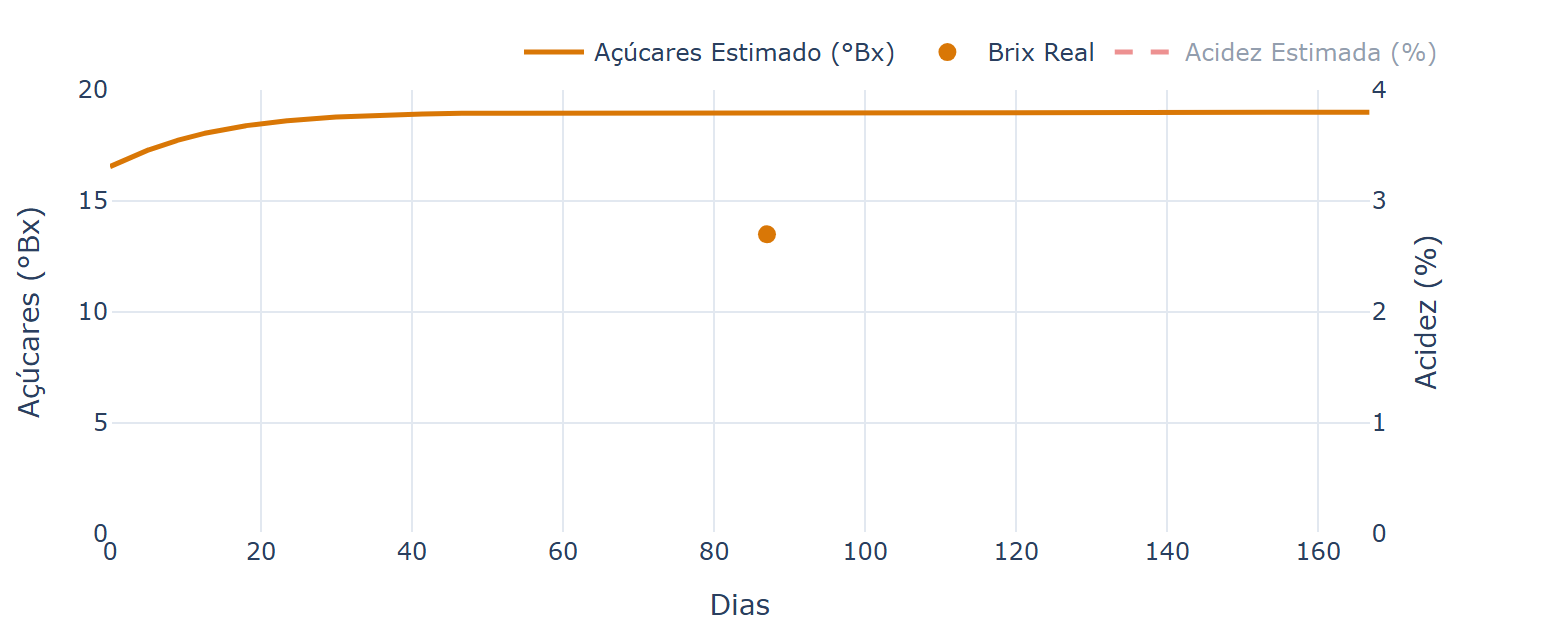 Açúcares Estimado (°Bx) Brix Real Acidez Estimada (%)
20 4
15 3
10 2
5 1
0 0
Açúcares (°Bx)
Acidez (%)
0 20 40 60 80 100 120 140 160
Dias